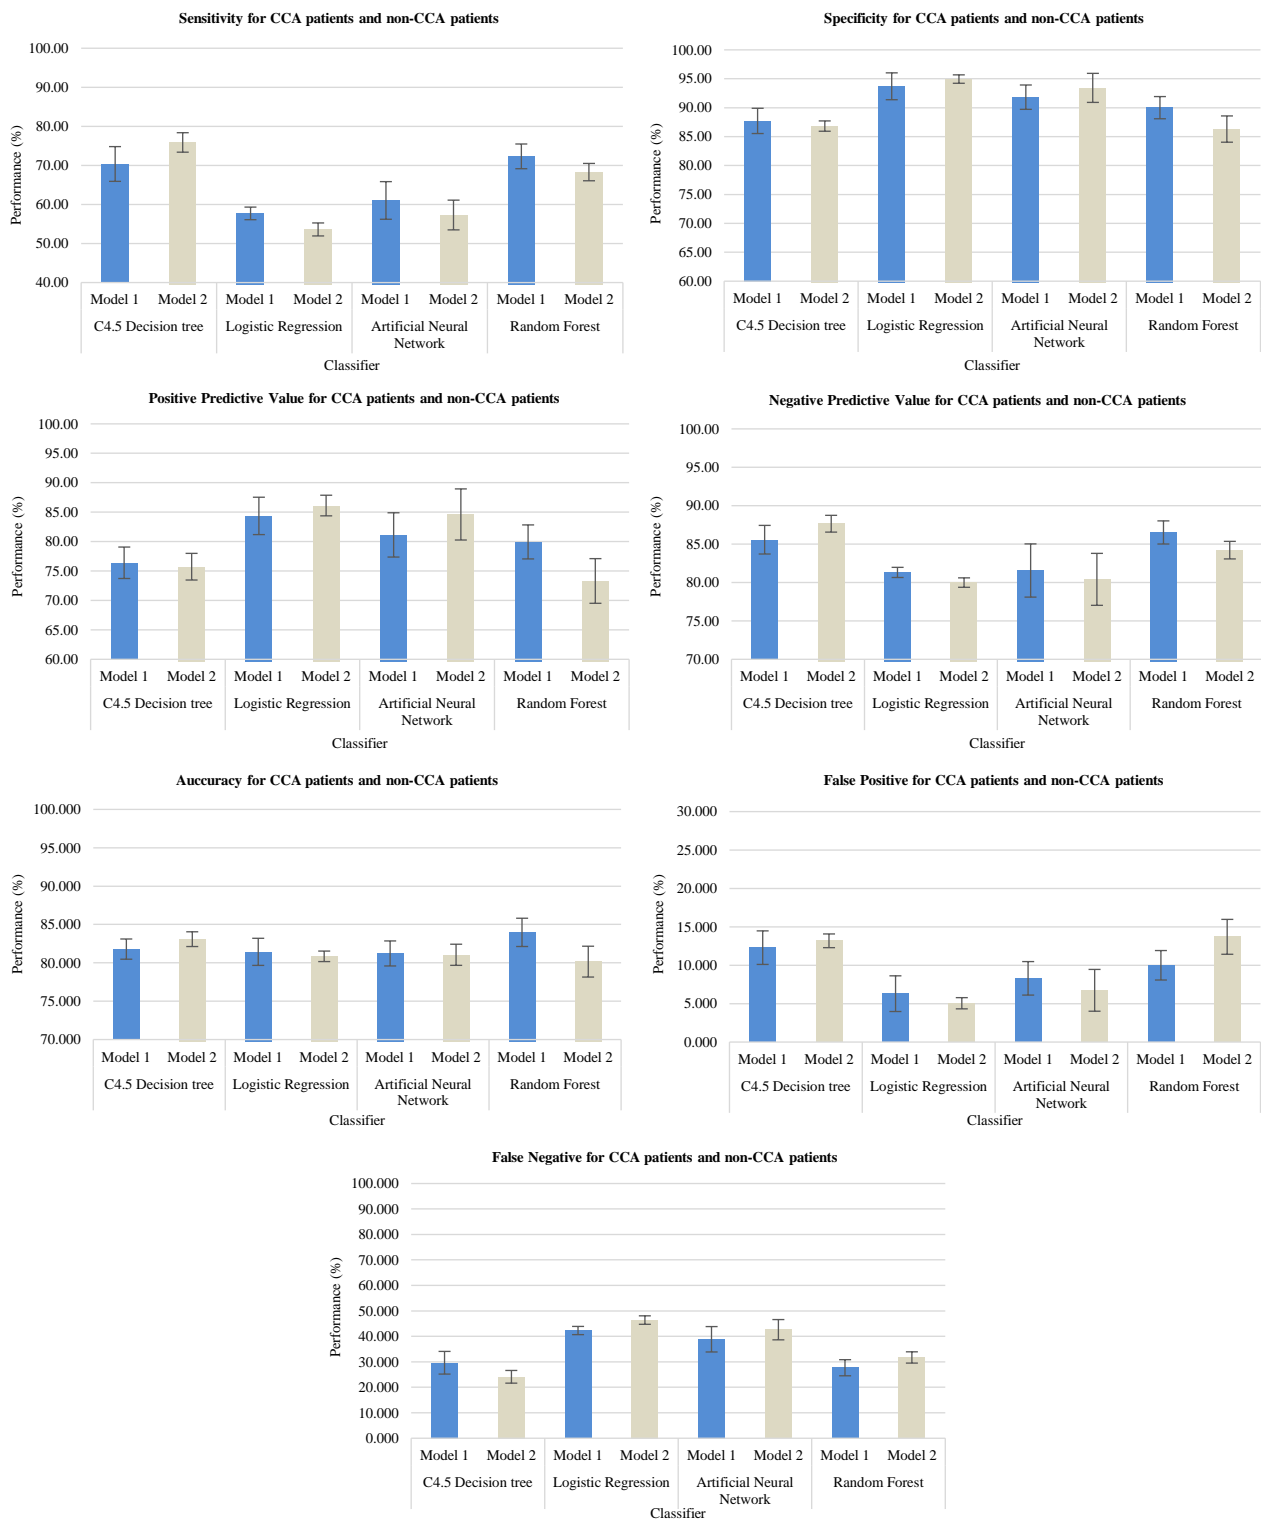 Sensitivity for CCA patients and non-CCA patients
100.00
90.00
80.00
70.00
60.00
50.00
40.00
Performance (%)
Model 1 Model 2 Model 1 Model 2 Model 1 Model 2 Model 1 Model 2
C4.5 Decision tree Logistic Regression Artificial Neural Network Random Forest
Classifier
Specificity for CCA patients and non-CCA patients
100.00
95.00
90.00
85.00
80.00
75.00
70.00
65.00
60.00
Performance (%)
Model 1 Model 2 Model 1 Model 2 Model 1 Model 2 Model 1 Model 2
C4.5 Decision tree Logistic Regression Artificial Neural Network Random Forest
Classifier
Positive Predictive Value for CCA patients and non-CCA patients
100.00
95.00
90.00
85.00
80.00
75.00
70.00
65.00
60.00
Performance (%)
Model 1 Model 2 Model 1 Model 2 Model 1 Model 2 Model 1 Model 2
C4.5 Decision tree Logistic Regression Artificial Neural Network Random Forest
Classifier
Negative Predictive Value for CCA patients and non-CCA patients
100.00
95.00
90.00
85.00
80.00
75.00
70.00
Performance (%)
Model 1 Model 2 Model 1 Model 2 Model 1 Model 2 Model 1 Model 2
C4.5 Decision tree Logistic Regression Artificial Neural Network Random Forest
Classifier
Auccuracy for CCA patients and non-CCA patients
100.000
95.000
90.000
85.000
80.000
75.000
70.000
Performance (%)
Model 1 Model 2 Model 1 Model 2 Model 1 Model 2 Model 1 Model 2
C4.5 Decision tree Logistic Regression Artificial Neural Network Random Forest
Classifier
False Positive for CCA patients and non-CCA patients
30.000
25.000
20.000
15.000
10.000
5.000
0.000
Performance (%)
Model 1 Model 2 Model 1 Model 2 Model 1 Model 2 Model 1 Model 2
C4.5 Decision tree Logistic Regression Artificial Neural Network Random Forest
Classifier
False Negative for CCA patients and non-CCA patients
100.000
90.000
80.000
70.000
60.000
50.000
40.000
30.000
20.000
10.000
0.000
Performance (%)
Model 1 Model 2 Model 1 Model 2 Model 1 Model 2 Model 1 Model 2
C4.5 Decision tree Logistic Regression Artificial Neural Network Random Forest
Classifier